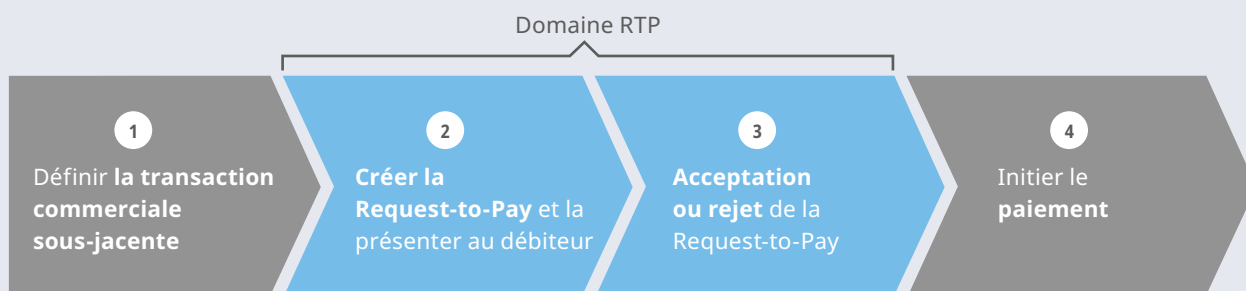 Domaine RTP
1
Définir la transaction
commerciale
sous-jacente
2
Créer la
Request-to-Pay et la
présenter au débiteur
3
Acceptation
ou rejet de la
Request-to-Pay
4
Initier le
paiement